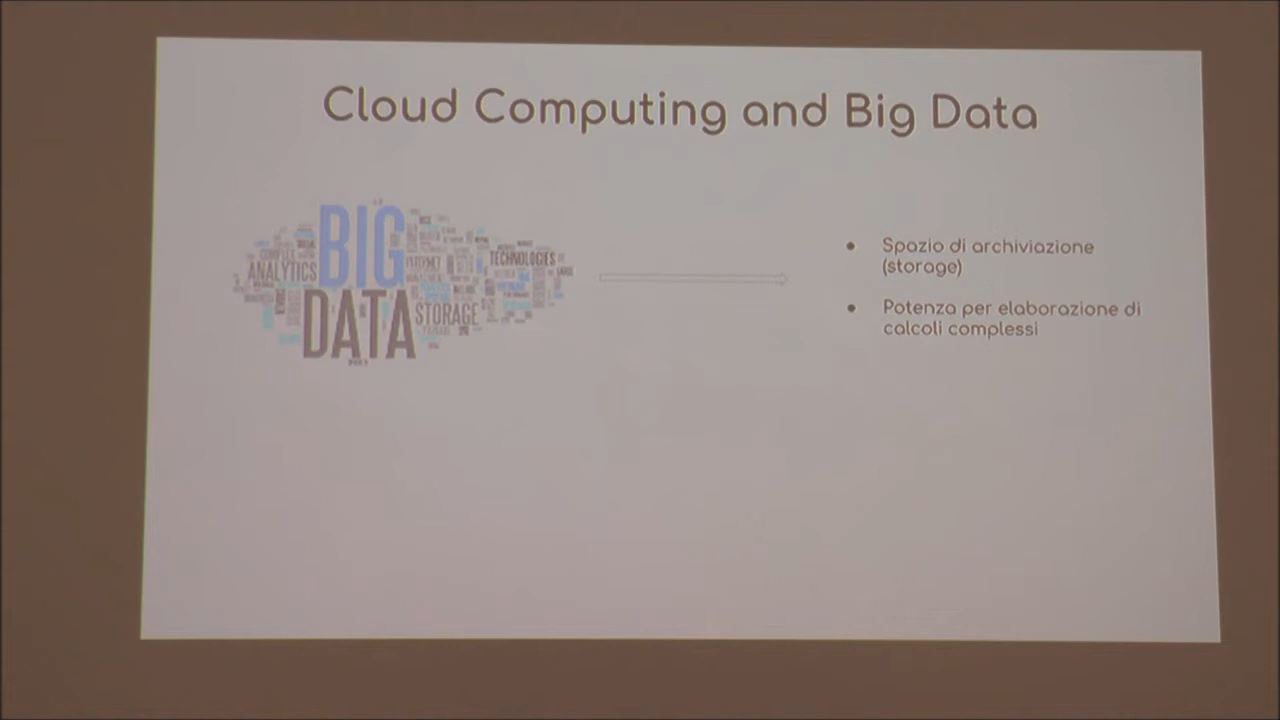 Cloud Computing and Big Data
BIG
ANALYTICS
TECHNOLOGIES
DATA
STORAGE
● Spazio di archiviazione
(storage)
● Potenza per elaborazione di
calcoli complessi